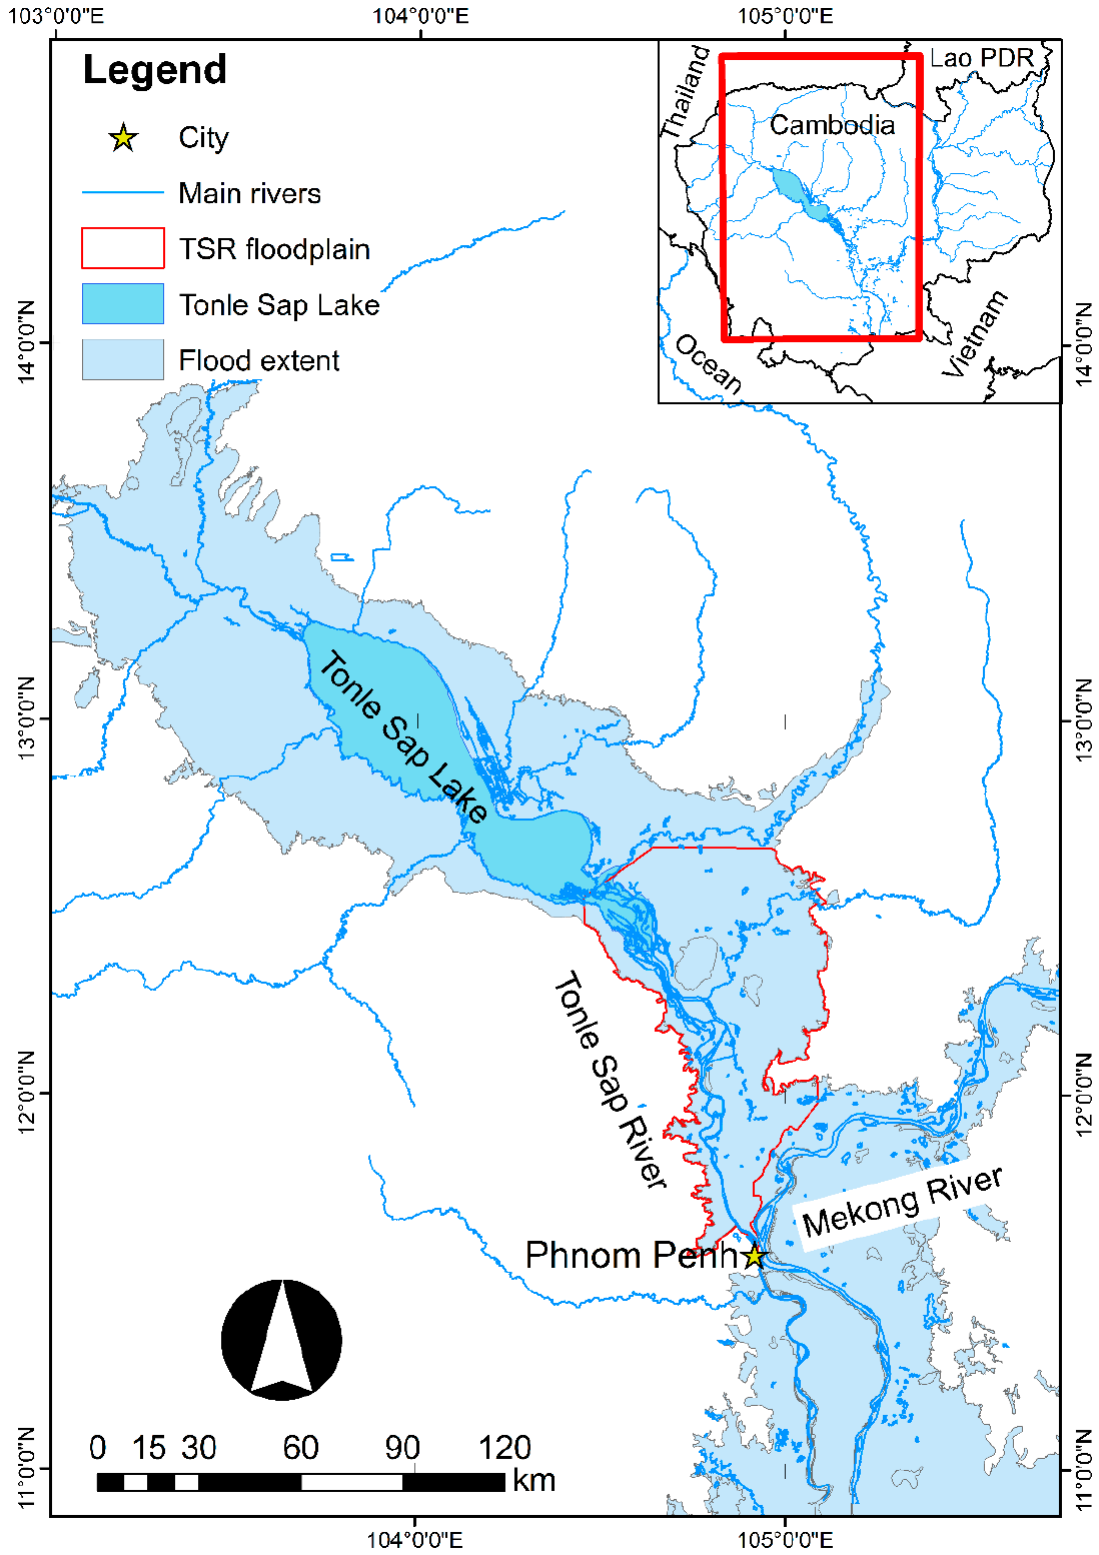 103°0'0"E
104°0'0"E
105°0'0"E
Legend
City
Main rivers
TSR floodplain
Tonle Sap Lake
Flood extent
Thailand
Lao PDR
Cambodia
Vietnam
Ocean
14°0'0"N
14°0'0"N
13°0'0"N
13°0'0"N
12°0'0"N
12°0'0"N
11°0'0"N
11°0'0"N
Tonle Sap Lake
Tonle Sap River
Mekong River
Phnom Penh
0 15 30 60 90 120
km
104°0'0"E
105°0'0"E